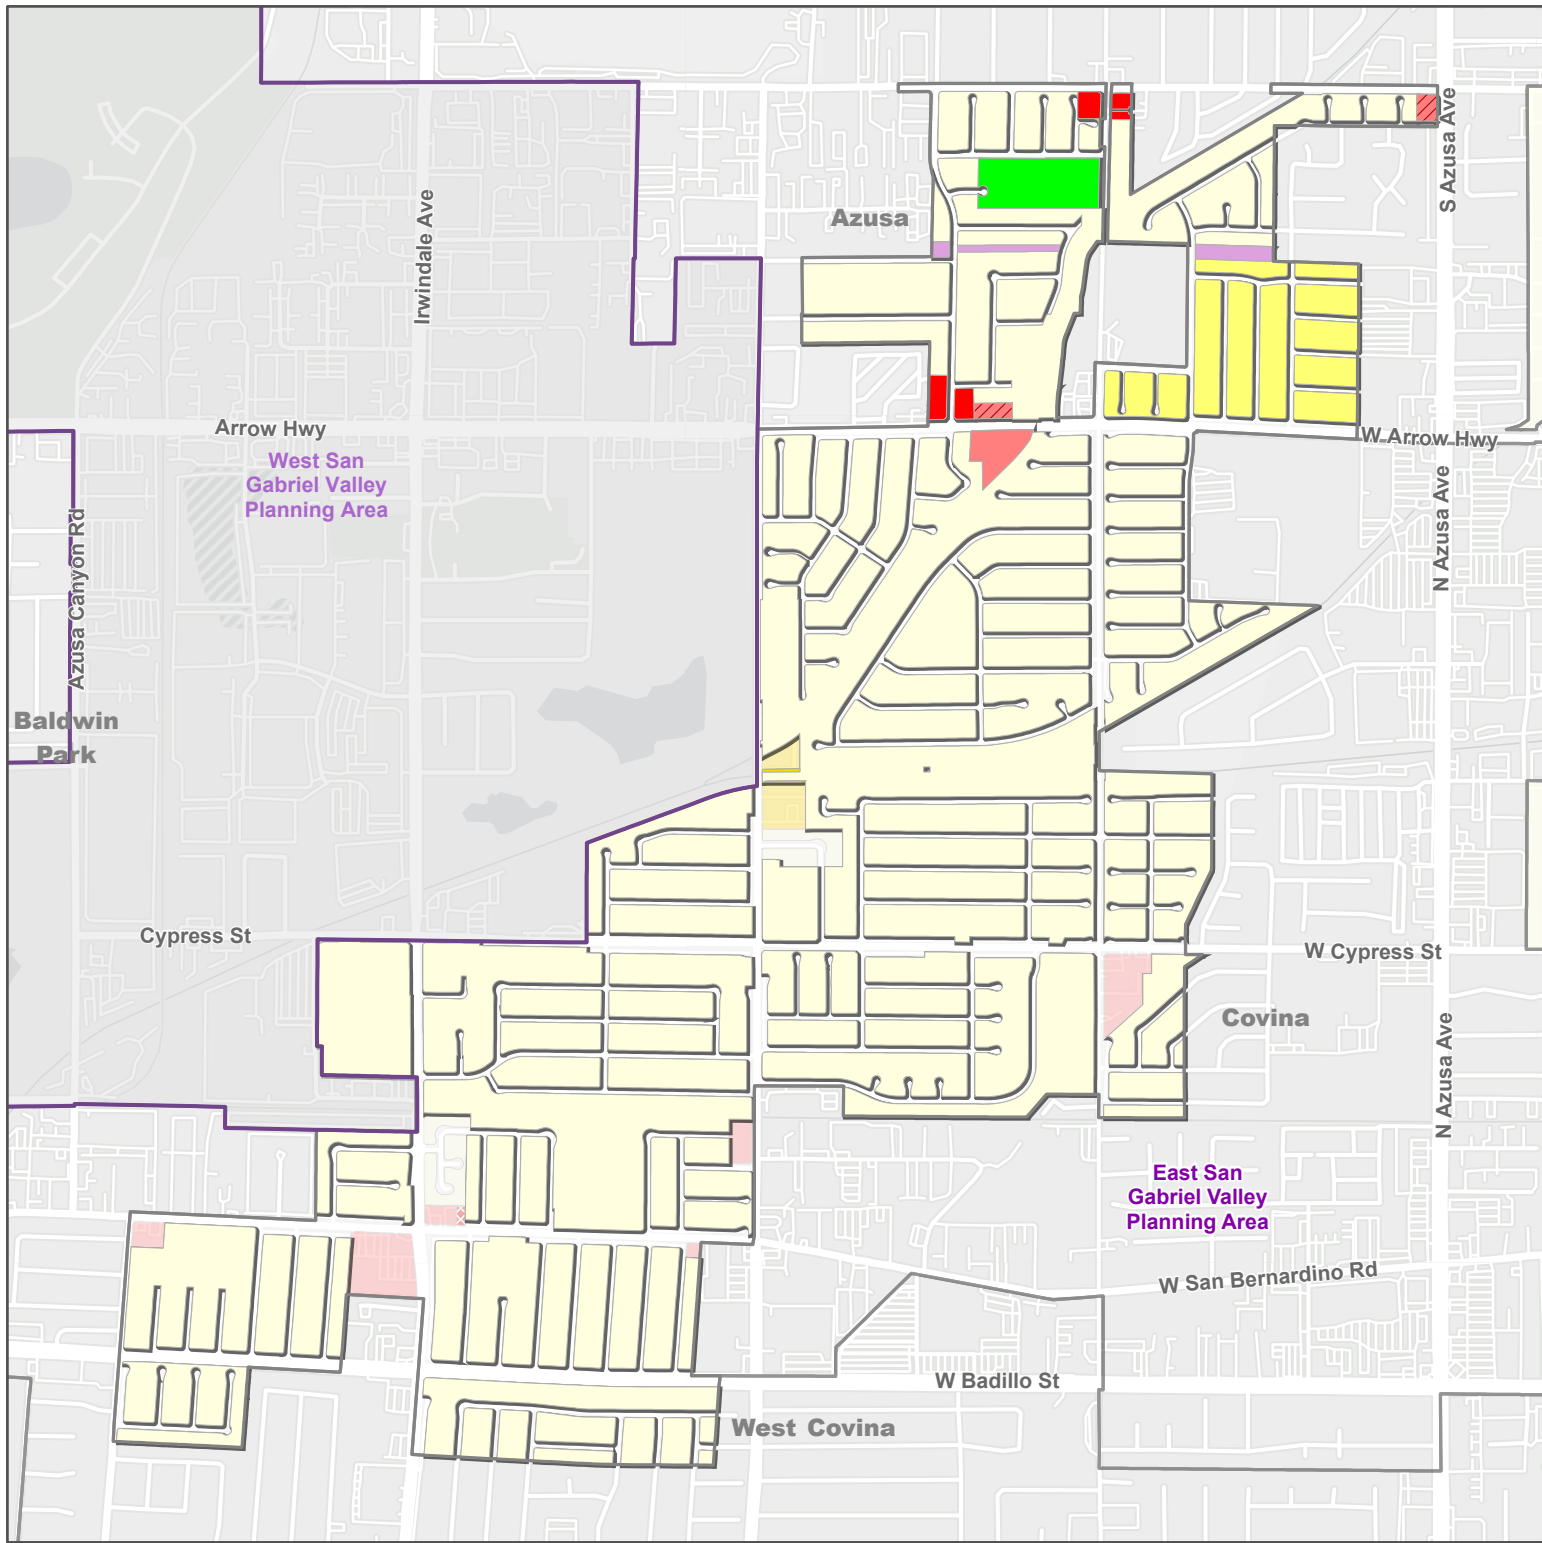 S Azusa Ave
Azusa
Irwindale Ave
Arrow Hwy
W Arrow Hwy
West San
Gabriel Valley
Planning Area
N Azusa Ave
Azusa Canyon Rd
Baldwin
Park
Cypress St
W Cypress St
Covina
N Azusa Ave
East San
Gabriel Valley
Planning Area
W San Bernardino Rd
W Badillo St
West Covina